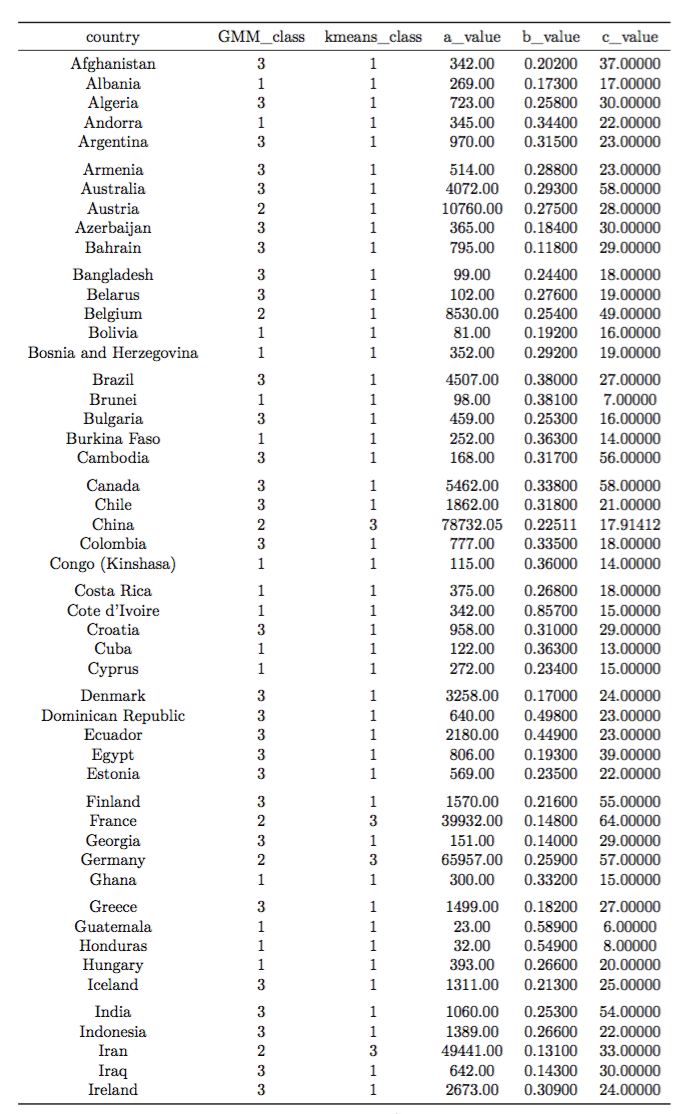 country GMM_class kmeans_class a_value b_value c_value
Afghanistan 3 1 342.00 0.20200 37.00000
Albania 1 1 269.00 0.17300 17.00000
Algeria 3 1 723.00 0.25800 30.00000
Andorra 1 1 345.00 0.34400 22.00000
Argentina 3 1 970.00 0.31500 23.00000
Armenia 3 1 514.00 0.28800 23.00000
Australia 3 1 4072.00 0.29300 58.00000
Austria 2 1 10760.00 0.27500 28.00000
Azerbaijan 3 1 365.00 0.18400 30.00000
Bahrain 3 1 795.00 0.11800 29.00000
Bangladesh 3 1 99.00 0.24400 18.00000
Belarus 3 1 102.00 0.27600 19.00000
Belgium 2 1 8530.00 0.25400 49.00000
Bolivia 1 1 81.00 0.19200 16.00000
Bosnia and Herzegovina 1 1 352.00 0.29200 19.00000
Brazil 3 1 4507.00 0.38000 27.00000
Brunei 1 1 98.00 0.38100 7.00000
Bulgaria 3 1 459.00 0.25300 16.00000
Burkina Faso 1 1 252.00 0.36300 14.00000
Cambodia 3 1 168.00 0.31700 56.00000
Canada 3 1 5462.00 0.33800 58.00000
Chile 3 1 1862.00 0.31800 21.00000
China 2 3 78732.05 0.22511 17.91412
Colombia 3 1 777.00 0.33500 18.00000
Congo (Kinshasa) 1 1 115.00 0.36000 14.00000
Costa Rica 1 1 375.00 0.26800 18.00000
Cote d'Ivoire 1 1 342.00 0.85700 15.00000
Croatia 3 1 958.00 0.31000 29.00000
Cuba 1 1 122.00 0.36300 13.00000
Cyprus 1 1 272.00 0.23400 15.00000
Denmark 3 1 3258.00 0.17000 24.00000
Dominican Republic 3 1 640.00 0.49800 23.00000
Ecuador 3 1 2180.00 0.44900 23.00000
Egypt 3 1 806.00 0.19300 39.00000
Estonia 3 1 569.00 0.23500 22.00000
Finland 3 1 1570.00 0.21600 55.00000
France 2 3 39932.00 0.14800 64.00000
Georgia 3 1 151.00 0.14000 29.00000
Germany 2 3 65957.00 0.25900 57.00000
Ghana 1 1 300.00 0.33200 15.00000
Greece 3 1 1499.00 0.18200 27.00000
Guatemala 1 1 23.00 0.58900 6.00000
Honduras 1 1 32.00 0.54900 8.00000
Hungary 1 1 393.00 0.26600 20.00000
Iceland 3 1 1311.00 0.21300 25.00000
India 3 1 1060.00 0.25300 54.00000
Indonesia 3 1 1389.00 0.26600 22.00000
Iran 2 3 49441.00 0.13100 33.00000
Iraq 3 1 642.00 0.14300 30.00000
Ireland 3 1 2673.00 0.30900 24.00000